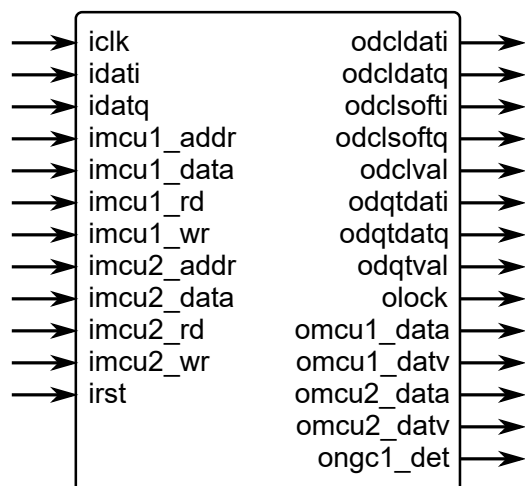 iclk odcldati
idati odcldatq
idatq odclsofti
imcu1_addr odclsoftq
imcu1_data odclval
imcu1_rd odqtdati
imcu1_wr odqtdatq
imcu2_addr odqtval
imcu2_data olock
imcu2_rd omcu1_data
imcu2_wr omcu1_datv
irst omcu2_data
omcu2_datv
ongc1_det